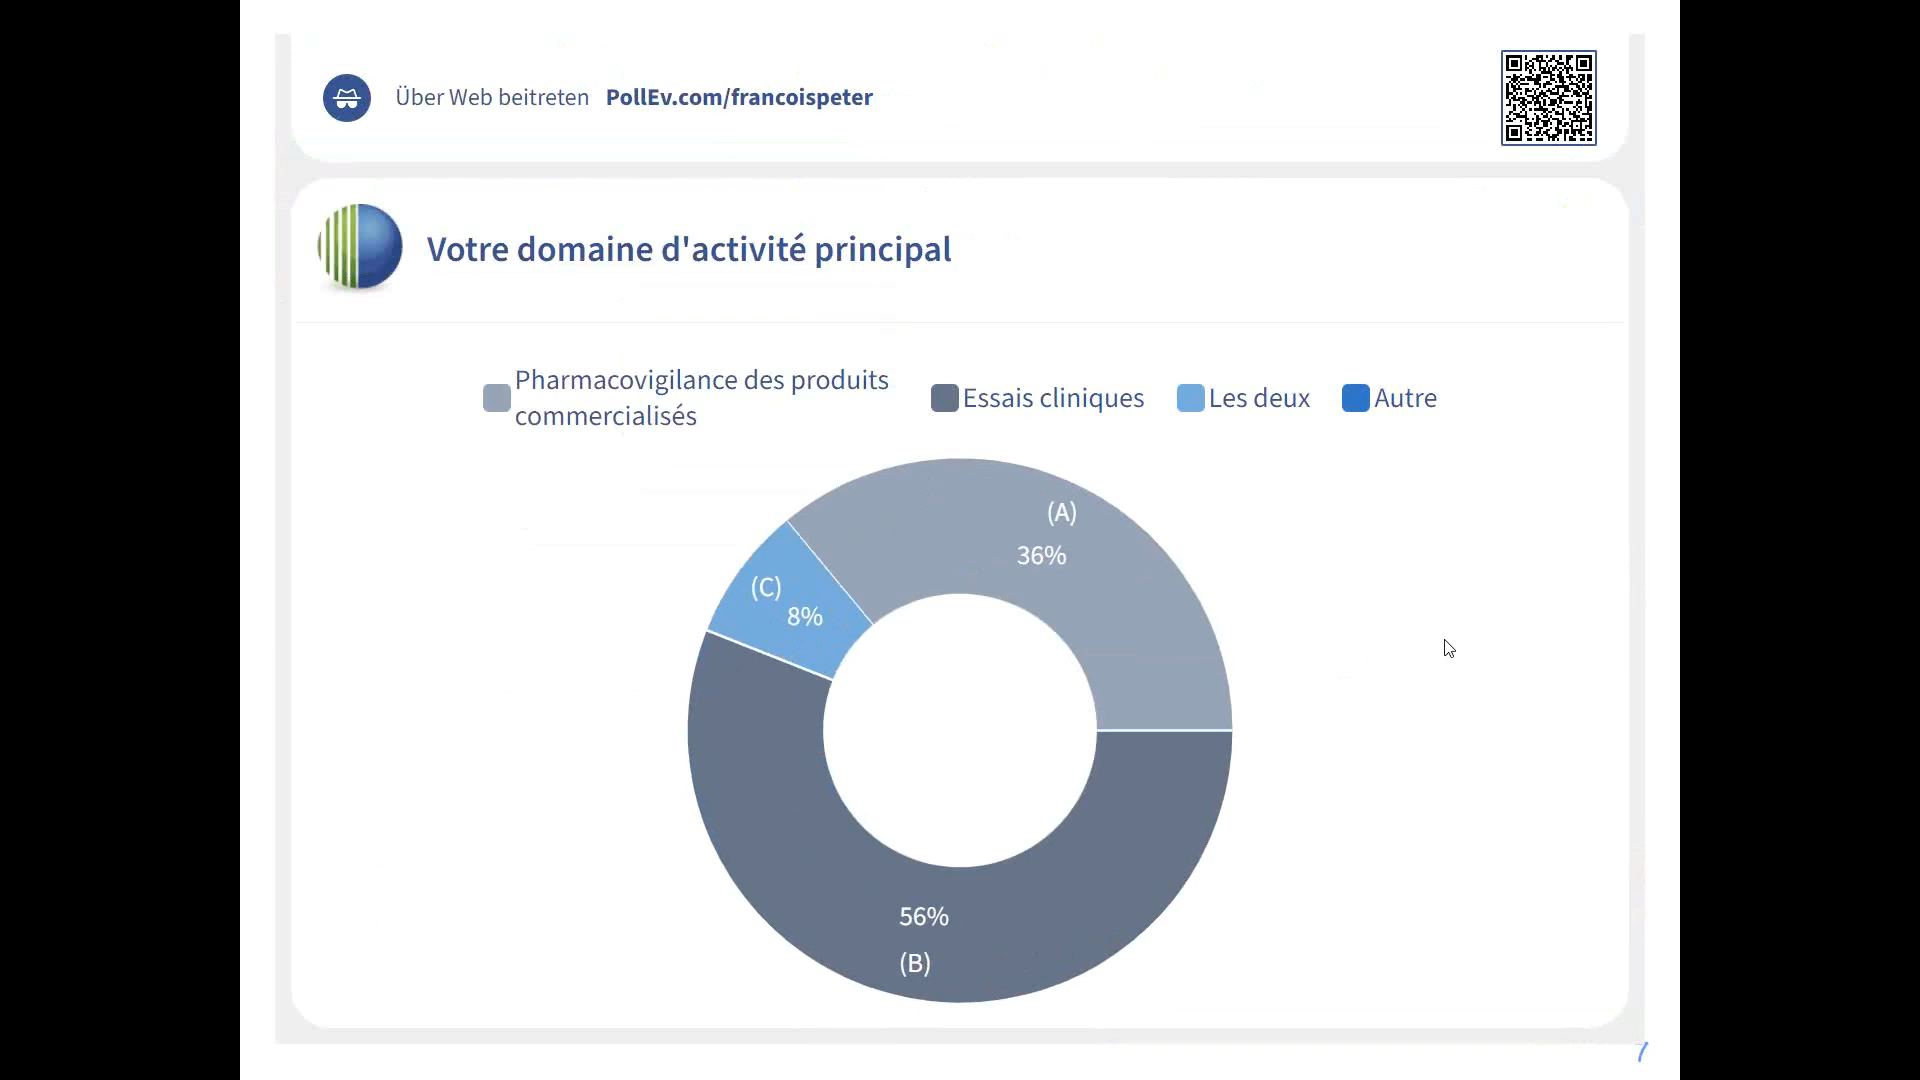 Über Web beitreten PollEv.com/francoispeter
Votre domaine d'activité principal
Pharmacovigilance des produits
commercialisés
Essais cliniques
Les deux
Autre
(A)
36%
(C)
8%
56%
(B)
7